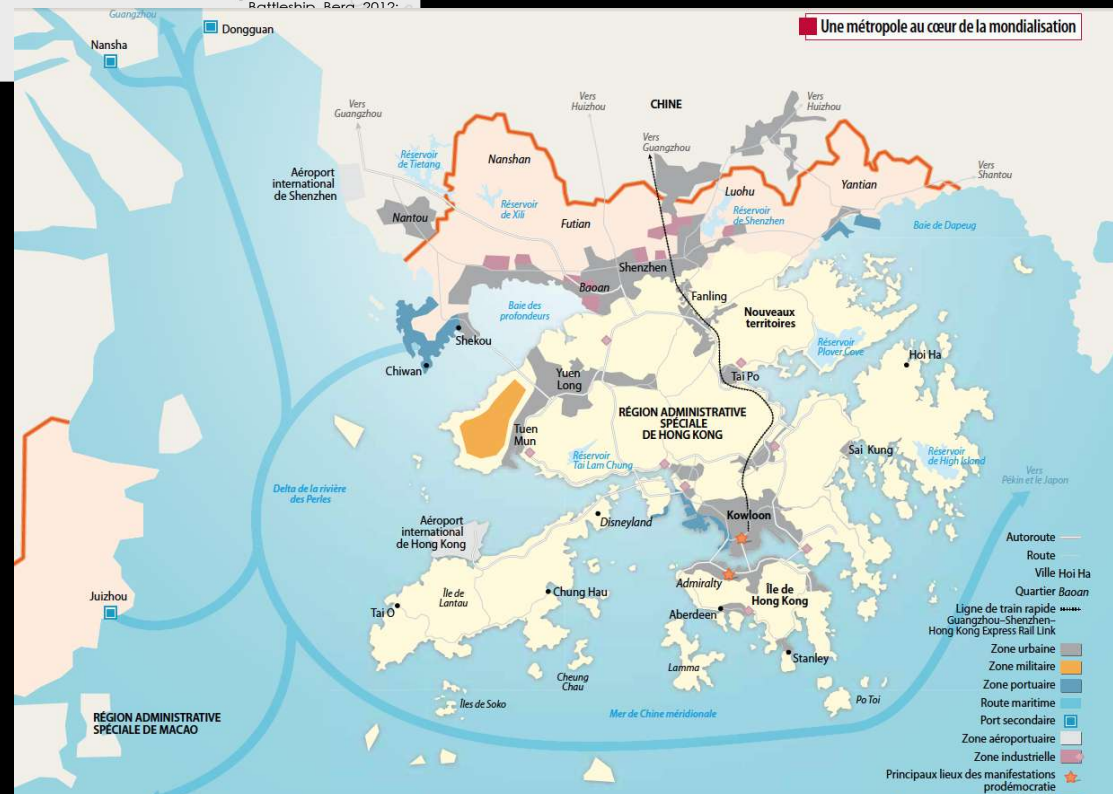 Battleship, Berg, 2012;
Une métropole au cœur de la mondialisation
Guangzhou
Dongguan
Nansha
Vers
Guangzhou
Vers
Huizhou
CHINE
Vers
Huizhou
Vers
Guangzhou
Réservoir
de Tietang
Nanshan
Yantian
Vers
Shantou
Aéroport
international
de Shenzhen
Luohu
Réservoir
de Xili
Réservoir
de Shenzhen
Nantou
Futian
Baie de Dapeug
Shenzhen
Baoan
Fanling
Baie des
profondeurs
Nouveaux
territoires
Shekou
Réservoir
Plover Cove
Hoi Ha
Chiwan
Yuen
Long
Tai Po
RÉGION ADMINISTRATIVE
SPÉCIALE
DE HONG KONG
Tuen
Mun
Réservoir
Tai Lam Chung
Sai Kung
Réservoir
de High Island
Vers
Pékin et le Japon
Delta de la rivière
des Perles
Aéroport
international
de Hong Kong
Disneyland
Kowloon
Admiralty
Île de
Hong Kong
Juizhou
Tai O
Île de
Lantau
Chung Hau
Aberdeen
Stanley
Lamma
Cheung
Chau
Îles de Soko
Po Toi
Mer de Chine méridionale
RÉGION ADMINISTRATIVE
SPÉCIALE DE MACAO
Autoroute
Route
Ville Hoi Ha
Quartier Baoan
Ligne de train rapide
Guangzhou–Shenzhen–
Hong Kong Express Rail Link
Zone urbaine
Zone militaire
Zone portuaire
Route maritime
Port secondaire
Zone aéroportuaire
Zone industrielle
Principaux lieux des manifestations
prodémocratie